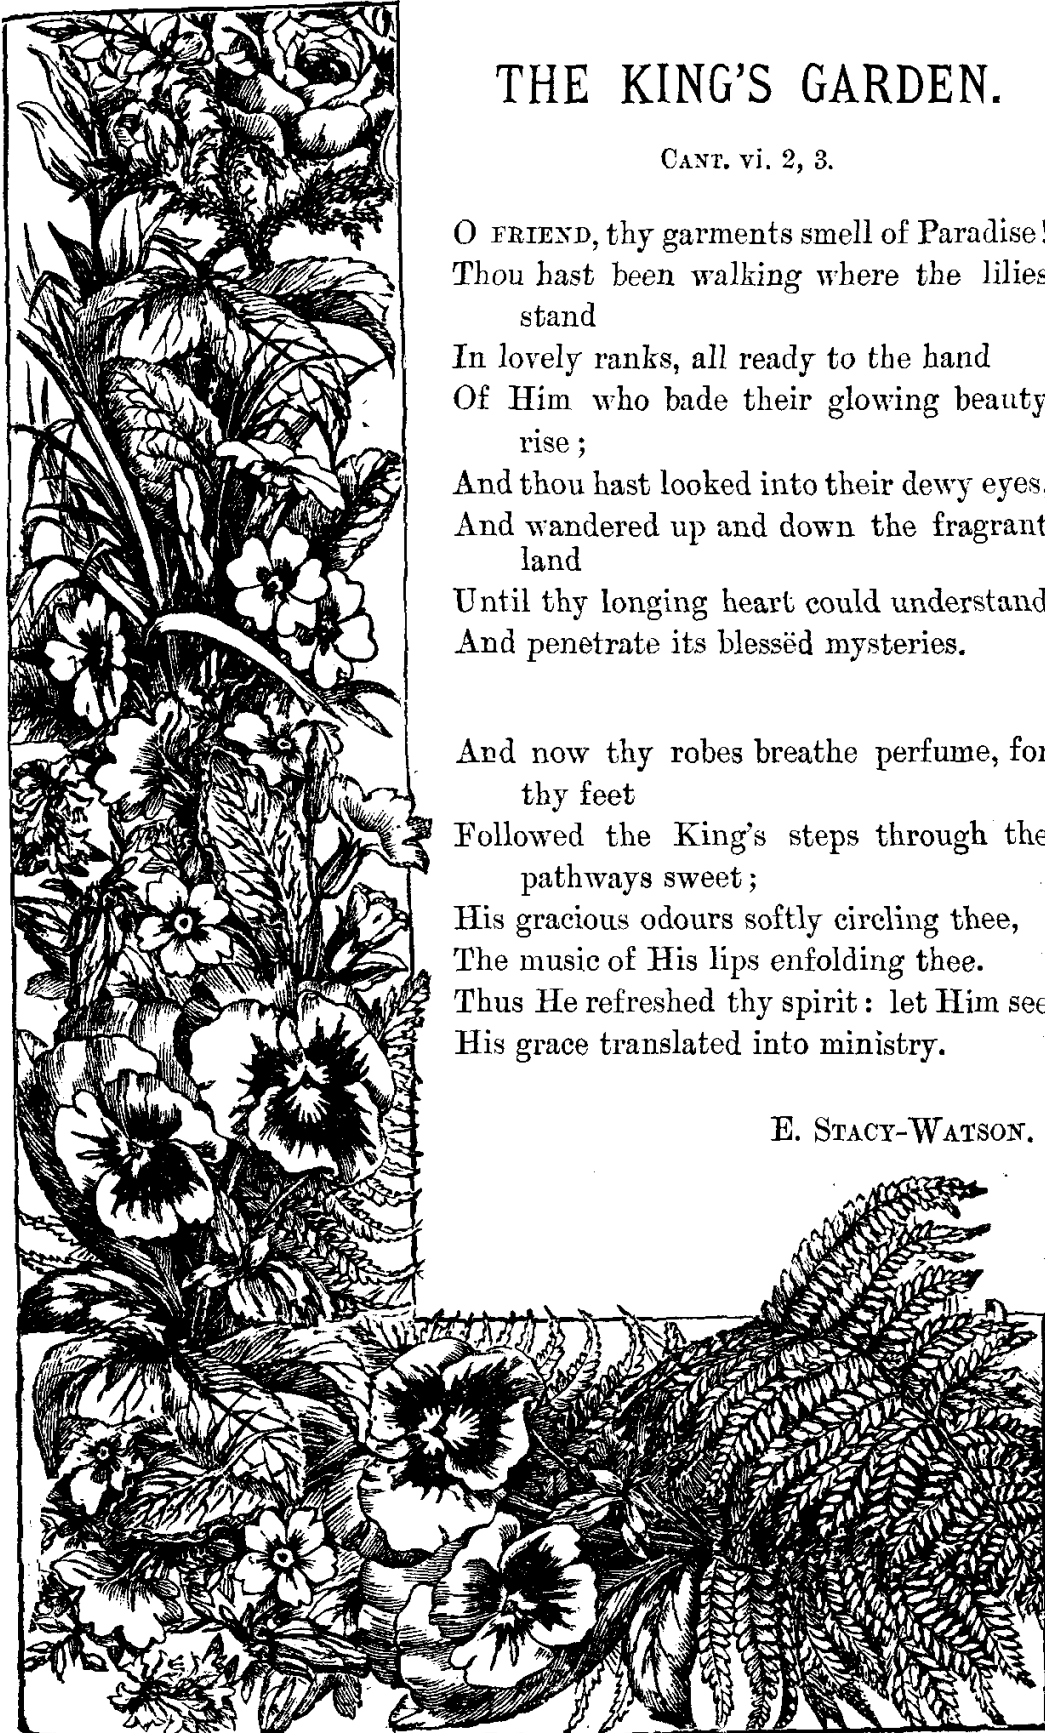 THE KING'S GARDEN.
CANT. vi. 2, 3.
O FRIEND, thy garments smell of Paradise!
Thou hast been walking where the lilies
stand
In lovely ranks, all ready to the hand
Of Him who bade their glowing beauty
rise;
And thou hast looked into their dewy eyes,
And wandered up and down the fragrant
land
Until thy longing heart could understand
And penetrate its blessëd mysteries.
And now thy robes breathe perfume, for
thy feet
Followed the King's steps through the
pathways sweet;
His gracious odours softly circling thee,
The music of His lips enfolding thee.
Thus He refreshed thy spirit: let Him see
His grace translated into ministry.
E. STACY-WATSON.